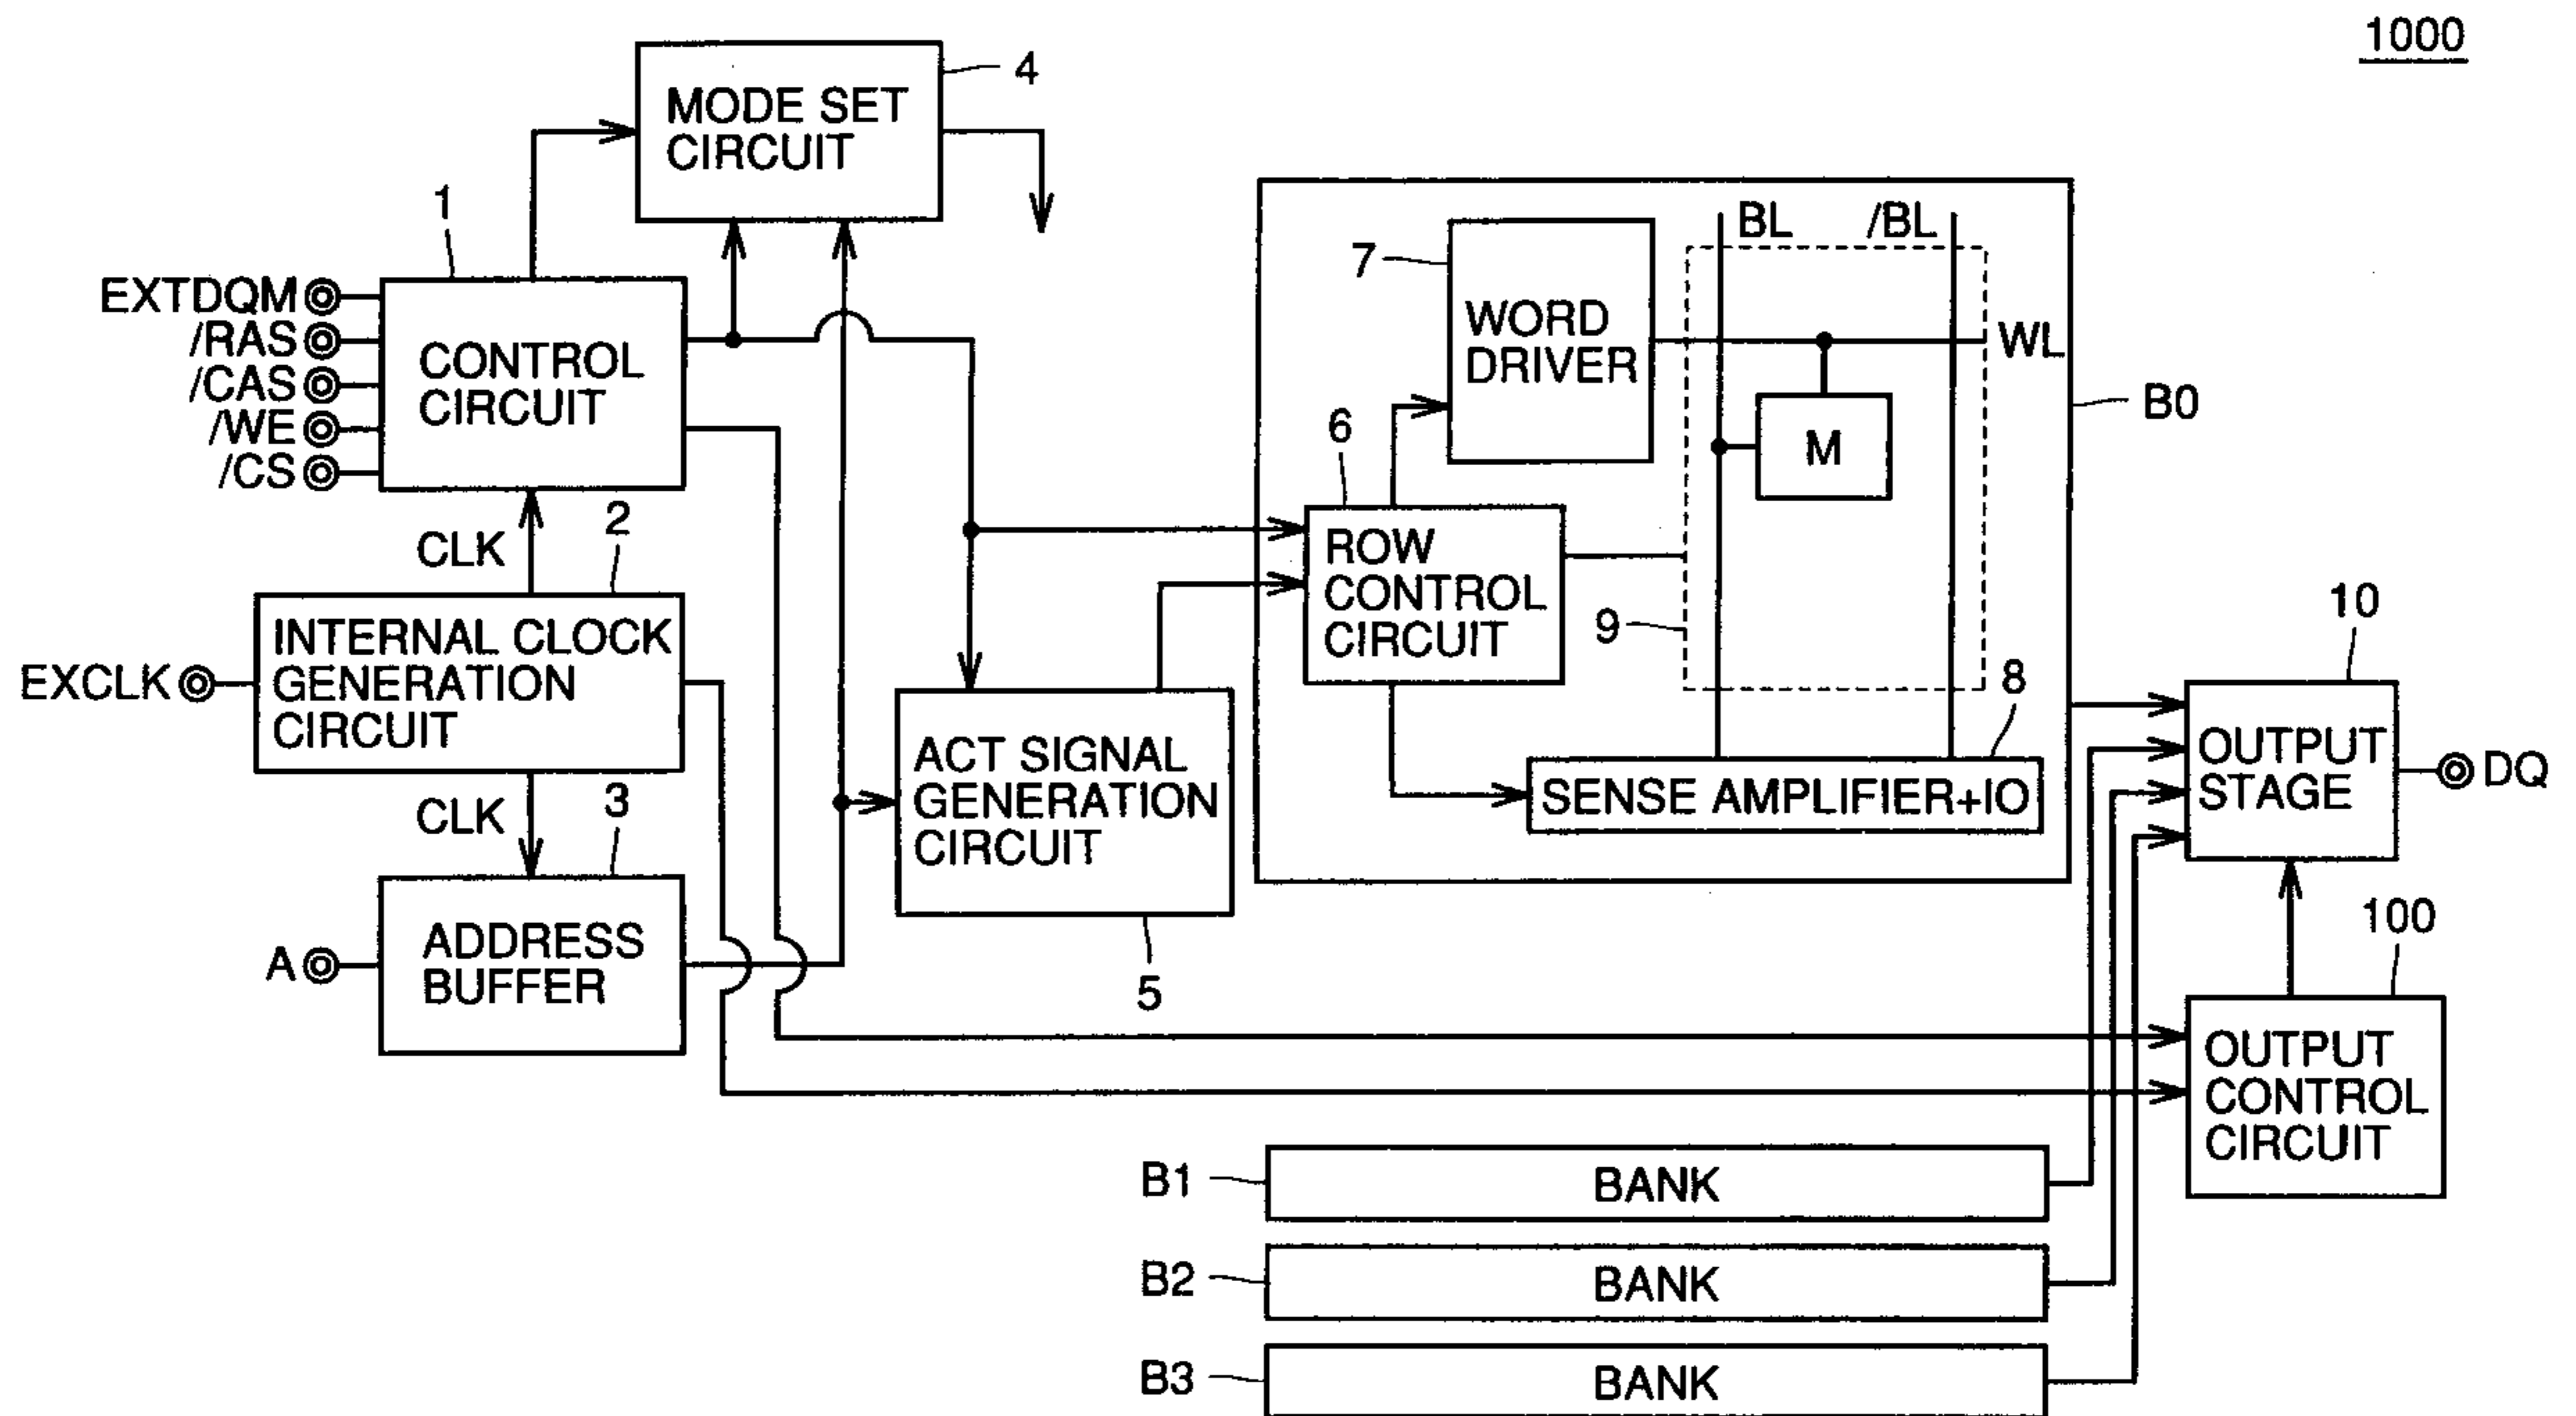 1000
4
MODE SET
CIRCUIT
1
EXTDQM
/RAS
/CAS
/WE
/CS
CONTROL
CIRCUIT
CLK
2
EXCLK
INTERNAL CLOCK
GENERATION
CIRCUIT
CLK
3
A
ADDRESS
BUFFER
ACT SIGNAL
GENERATION
CIRCUIT
5
7
WORD
DRIVER
BL
/BL
WL
M
B0
6
ROW
CONTROL
CIRCUIT
9
8
SENSE AMPLIFIER+IO
10
OUTPUT
STAGE
DQ
100
OUTPUT
CONTROL
CIRCUIT
B1
BANK
B2
BANK
B3
BANK